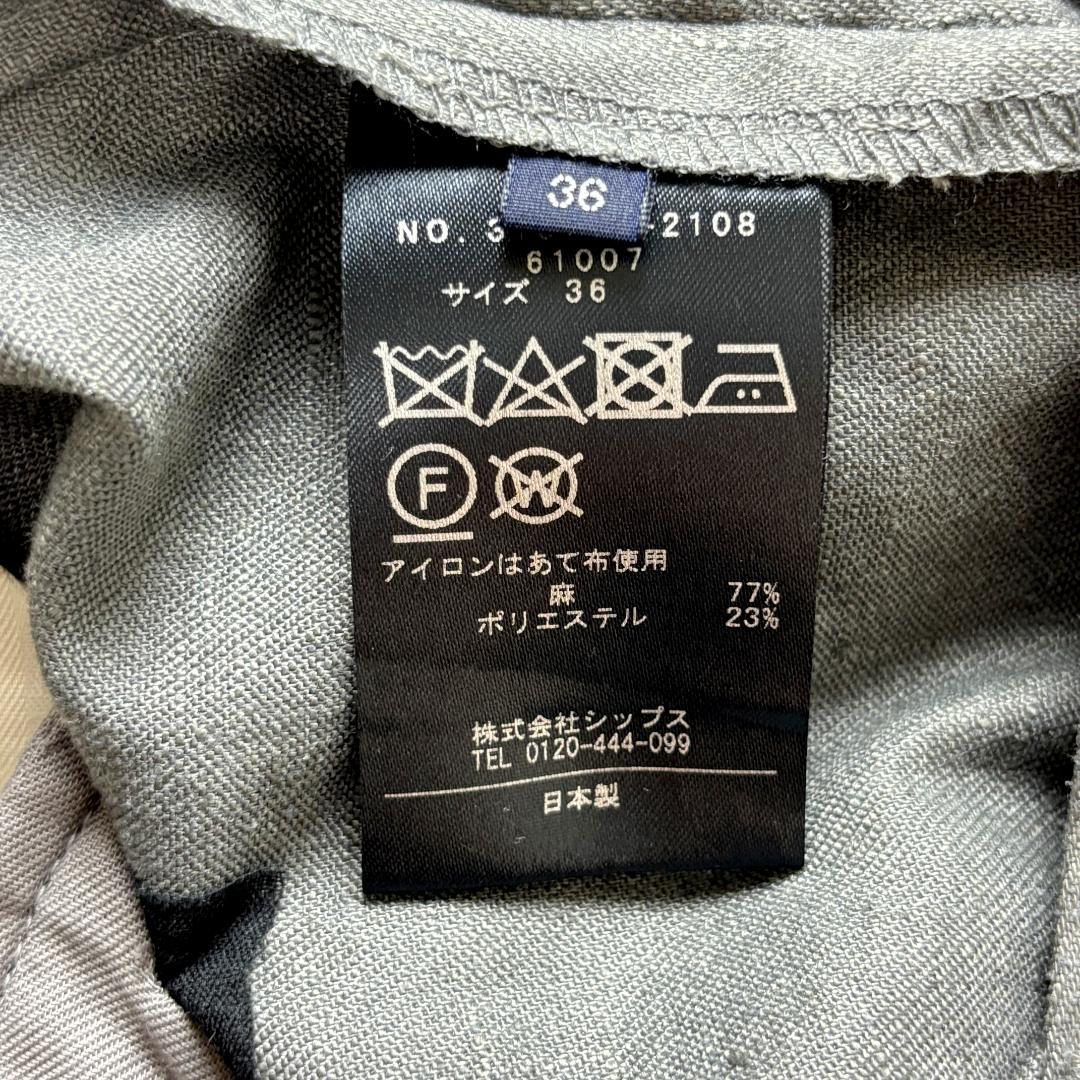 36
NO. 3 -2108
61007
サイズ 36
F W
アイロンはあて布使用
麻 77%
ポリエステル 23%
株式会社シップス
TEL 0120-444-099
日本製